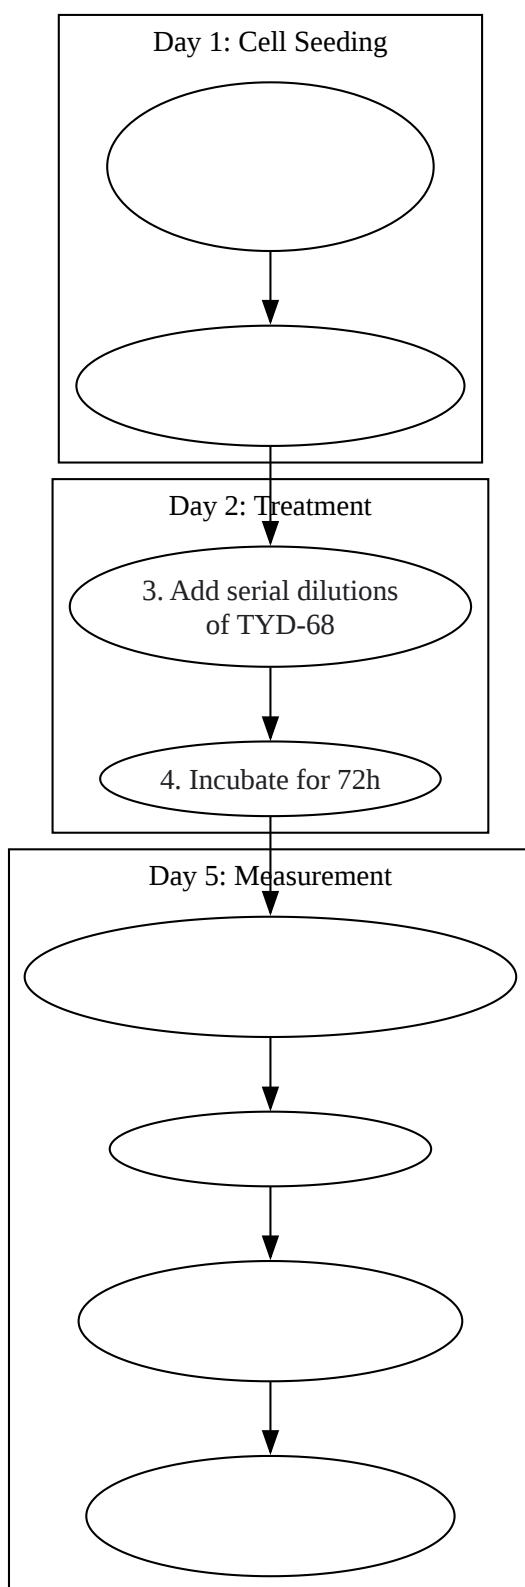 Day 1: Cell Seeding
Day 2: Treatment
3. Add serial dilutions
of TYD-68
4. Incubate for 72h
Day 5: Measurement